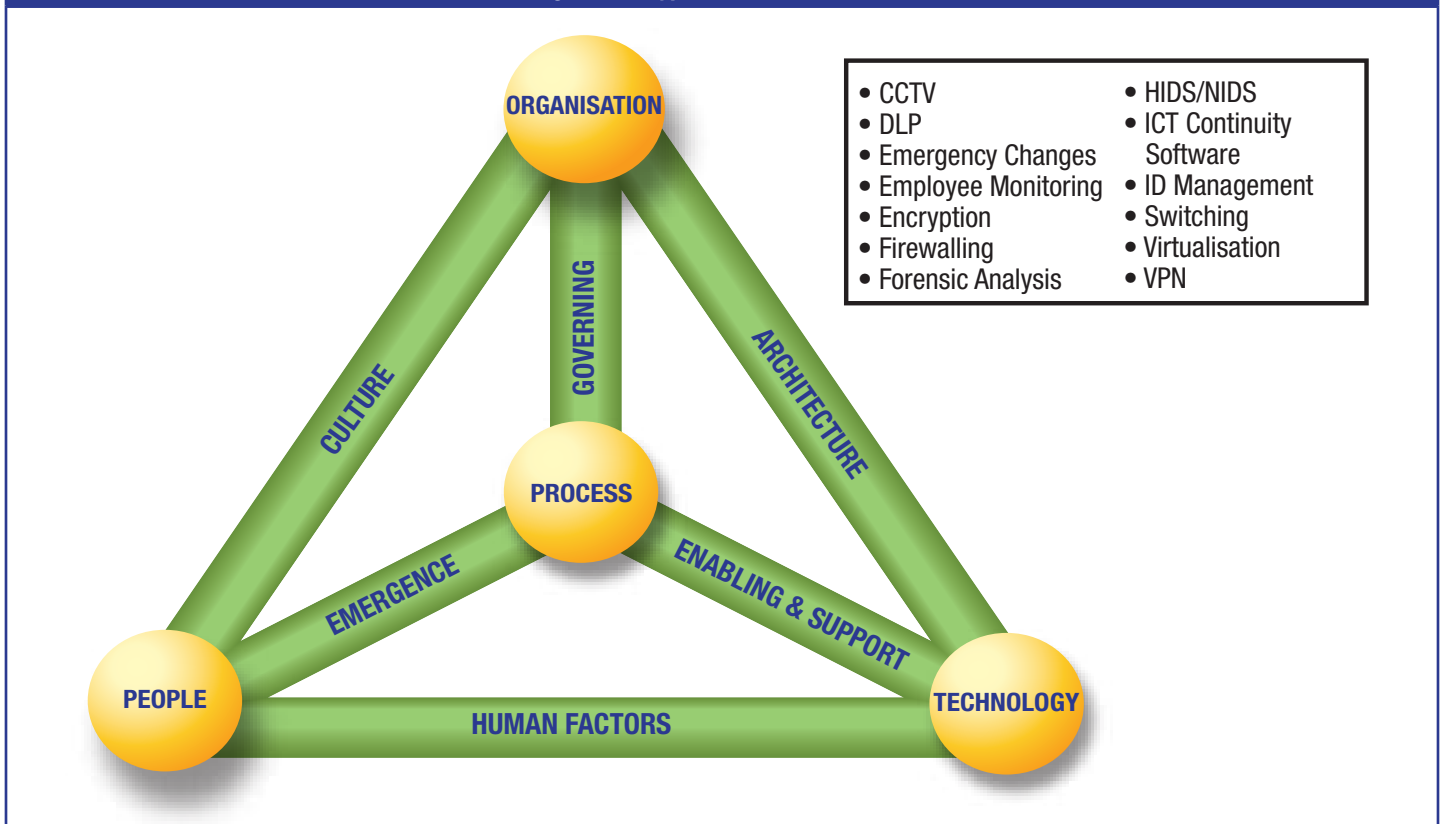 ORGANISATION
• CCTV
• DLP
• Emergency Changes
• Employee Monitoring
• Encryption
• Firewalling
• Forensic Analysis
• HIDS/NIDS
• ICT Continuity
Software
• ID Management
• Switching
• Virtualisation
• VPN
GOVERNING
CULTURE
ARCHITECTURE
PROCESS
EMERGENCE
ENABLING & SUPPORT
PEOPLE
TECHNOLOGY
HUMAN FACTORS